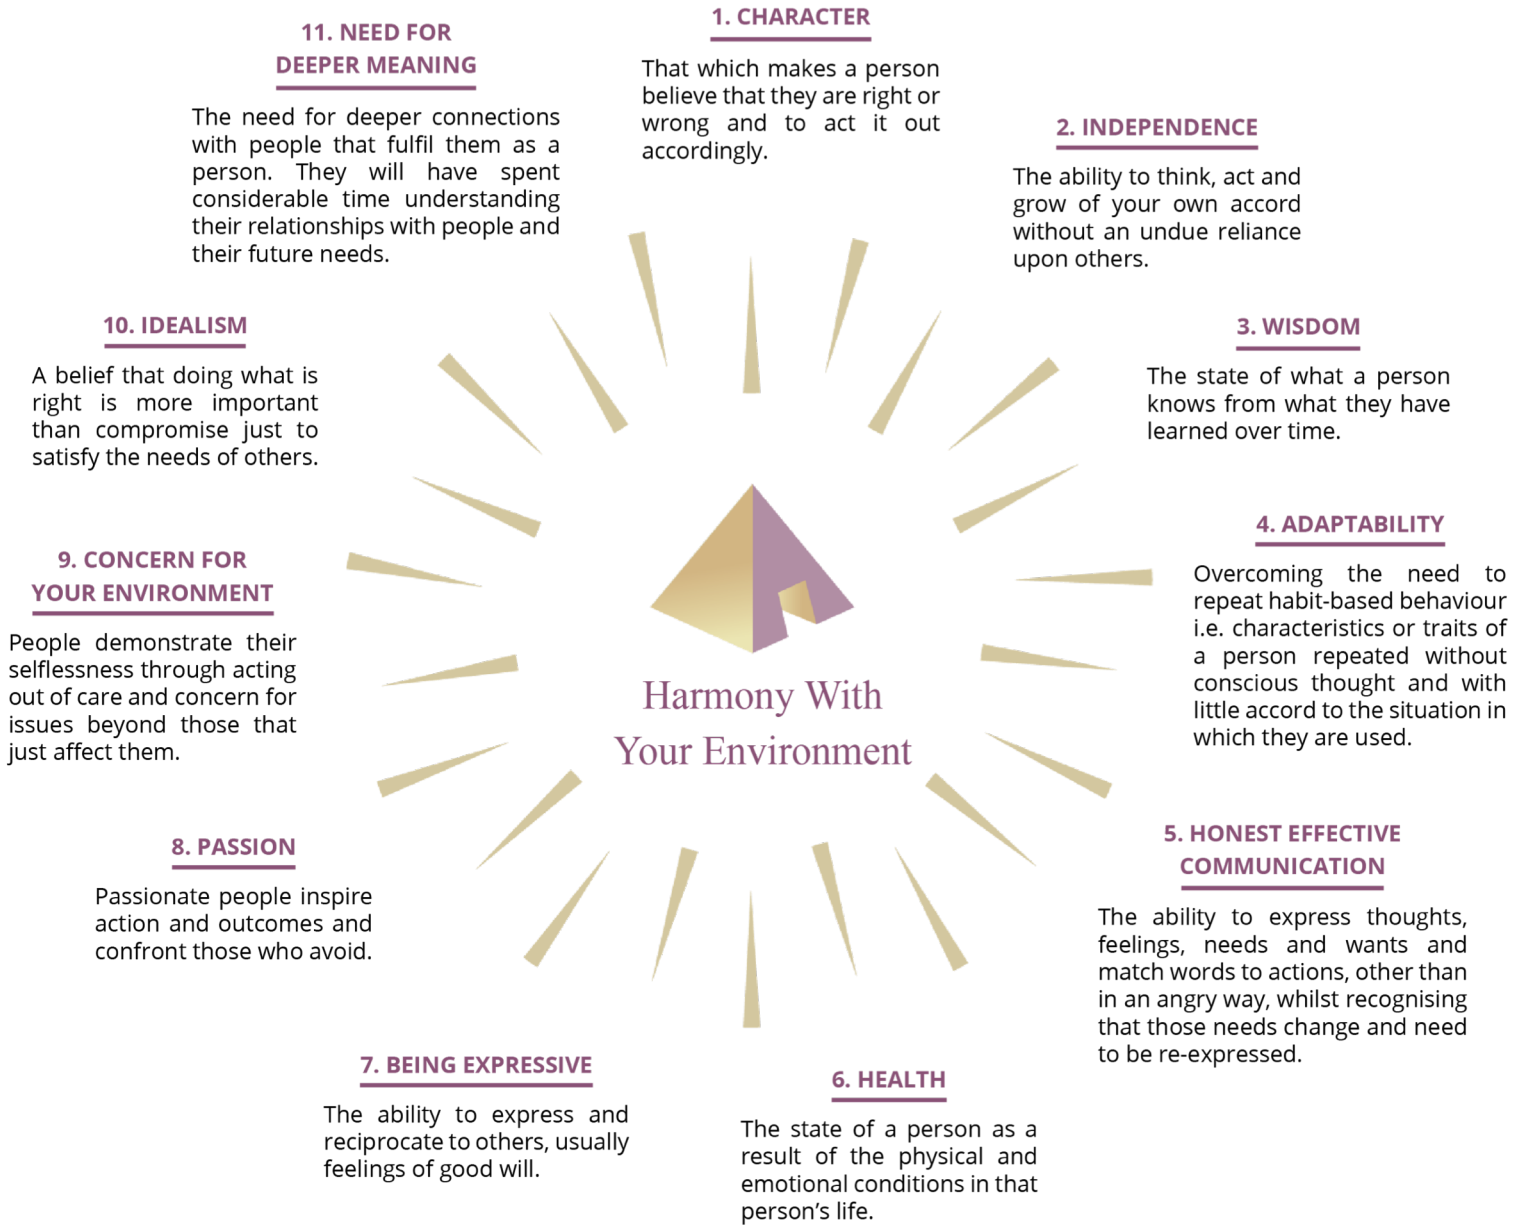 1. CHARACTER
That which makes a person
believe that they are right or
wrong and to act it out
accordingly.
2. INDEPENDENCE
The ability to think, act and
grow of your own accord
without an undue reliance
upon others.
3. WISDOM
The state of what a person
knows from what they have
learned over time.
4. ADAPTABILITY
Overcoming the need to
repeat habit-based behaviour
i.e. characteristics or traits of
a person repeated without
conscious thought and with
little accord to the situation in
which they are used.
5. HONEST EFFECTIVE
COMMUNICATION
The ability to express thoughts,
feelings, needs and wants and
match words to actions, other than
in an angry way, whilst recognising
that those needs change and need
to be re-expressed.
6. HEALTH
The state of a person as a
result of the physical and
emotional conditions in that
person's life.
7. BEING EXPRESSIVE
The ability to express and
reciprocate to others, usually
feelings of good will.
8. PASSION
Passionate people inspire
action and outcomes and
confront those who avoid.
9. CONCERN FOR
YOUR ENVIRONMENT
People demonstrate their
selflessness through acting
out of care and concern for
issues beyond those that
just affect them.
10. IDEALISM
A belief that doing what is
right is more important
than compromise just to
satisfy the needs of others.
11. NEED FOR
DEEPER MEANING
The need for deeper connections
with people that fulfil them as a
person. They will have spent
considerable time understanding
their relationships with people and
their future needs.
Harmony With
Your Environment